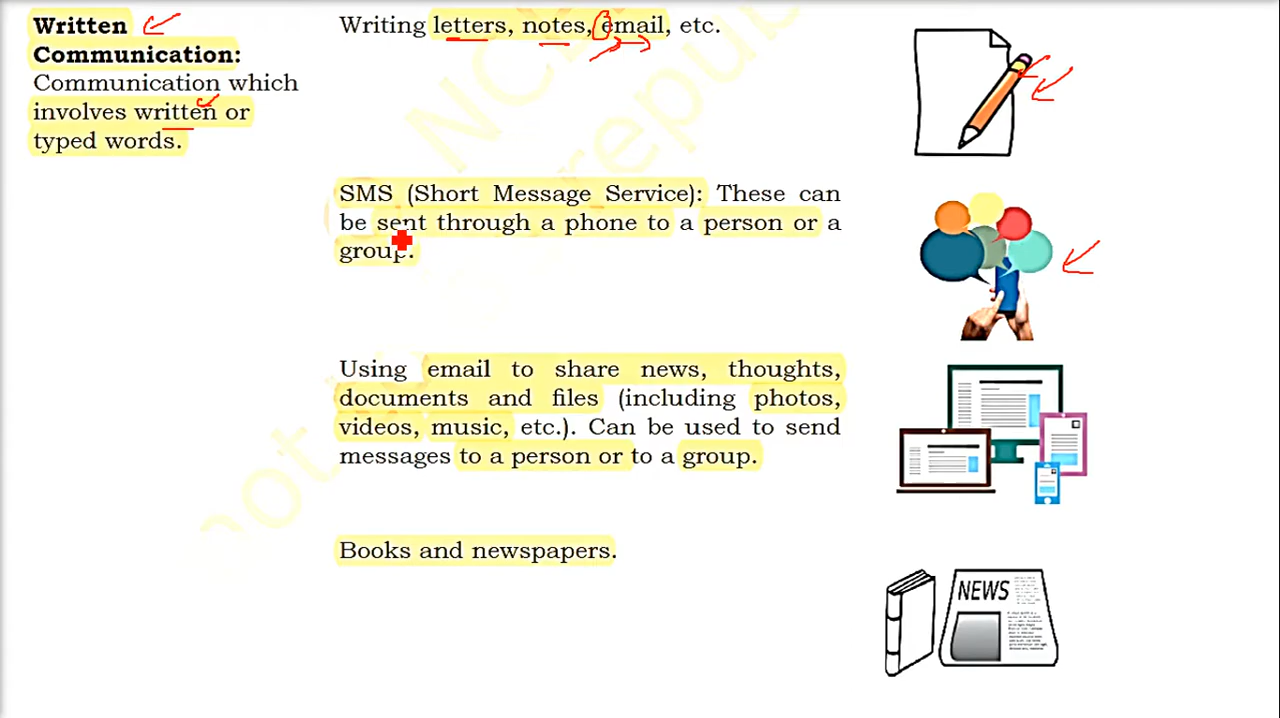 Written
Communication:
Communication which
involves written or
typed words.
Writing letters, notes, email, etc.
SMS (Short Message Service): These can
be sent through a phone to a person or a
group.
Using email to share news, thoughts,
documents and files (including photos,
videos, music, etc.). Can be used to send
messages to a person or to a group.
Books and newspapers.
NEWS